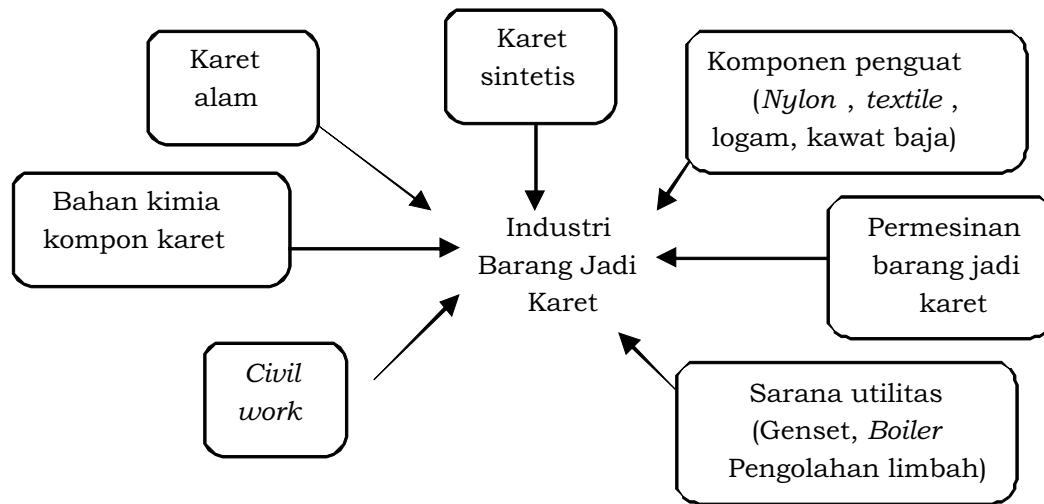 Karet
alam
Karet
sintetis
Komponen penguat
(Nylon , textile ,
logam, kawat baja)
Bahan kimia
kompon karet
Industri
Barang Jadi
Karet
Permesinan
barang jadi
karet
Civil
work
Sarana utilitas
(Genset, Boiler
Pengolahan limbah)